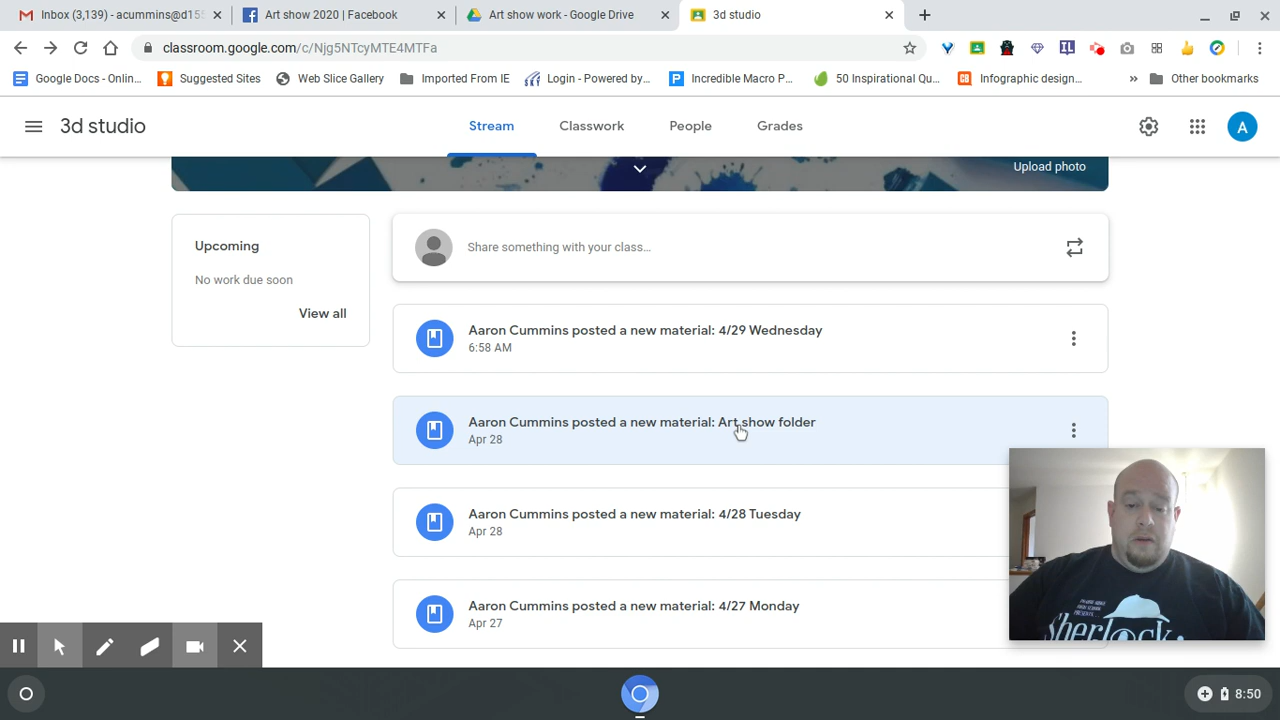 Inbox (3,139) - acummins@d155
Art show 2020 | Facebook
Art show work - Google Drive
3d studio
classroom.google.com/c/Njg5NTcyMTE4MTFa
Google Docs - Onlin...
Suggested Sites
Web Slice Gallery
Imported From IE
Login - Powered by...
Incredible Macro P...
50 Inspirational Qu...
Infographic design...
»
Other bookmarks
3d studio
Stream
Classwork
People
Grades
A
Upload photo
Upcoming
No work due soon
View all
Share something with your class...
Aaron Cummins posted a new material: 4/29 Wednesday
6:58 AM
Aaron Cummins posted a new material: Art show folder
Apr 28
Aaron Cummins posted a new material: 4/28 Tuesday
Apr 28
Aaron Cummins posted a new material: 4/27 Monday
Apr 27
PRESENTS
Sherlock
8:50